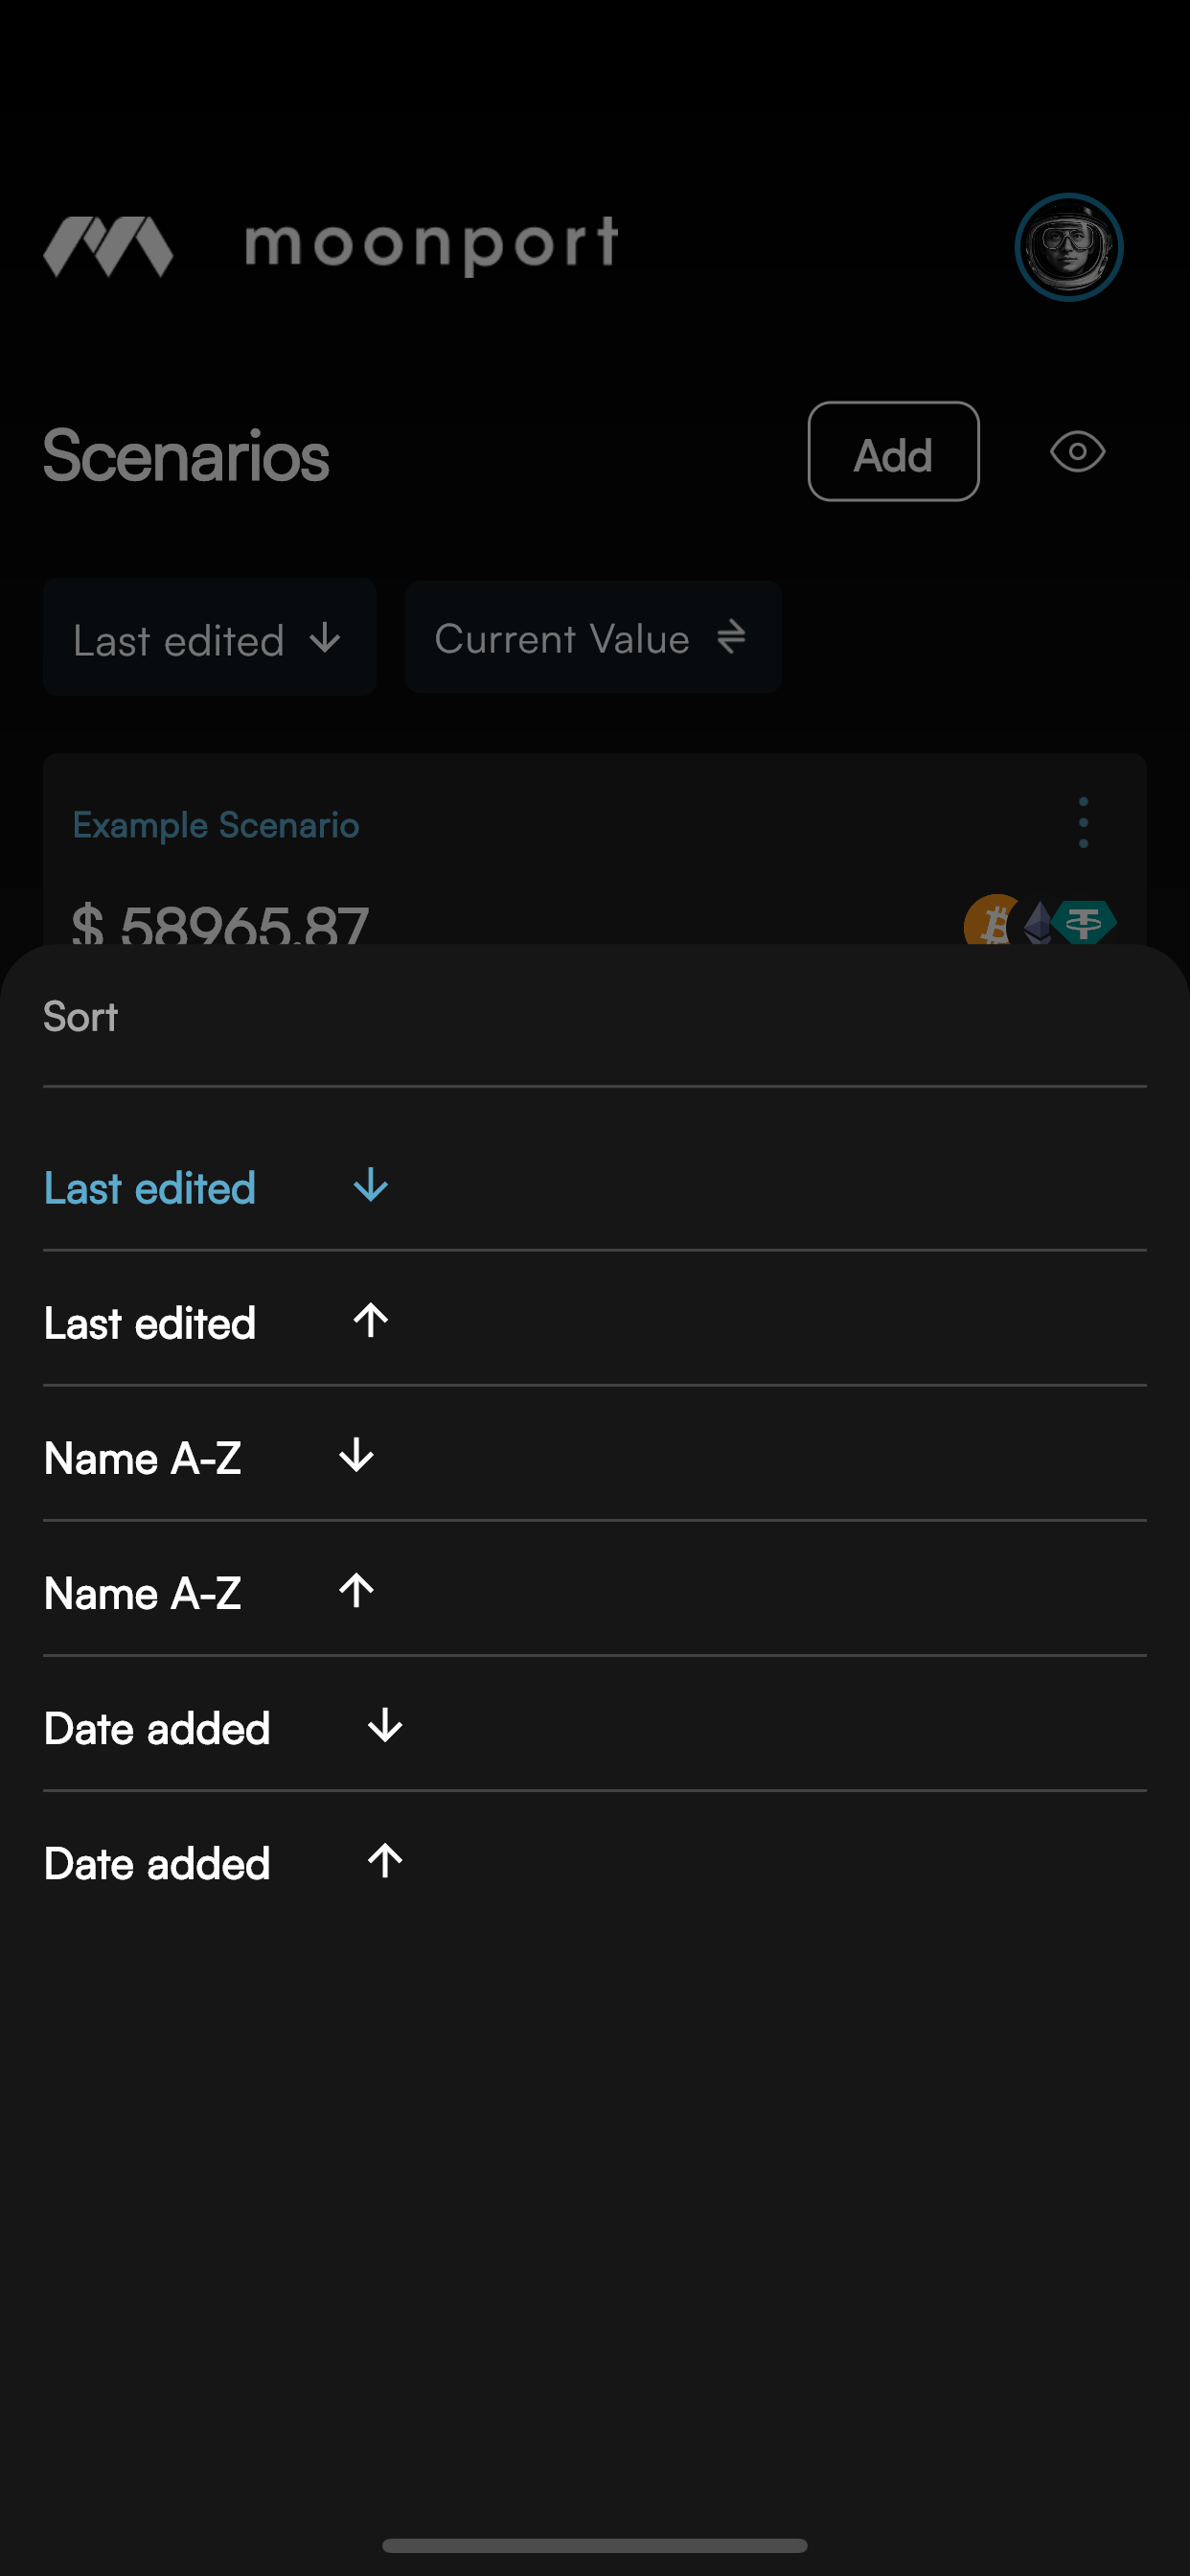 moonport
Scenarios
Add
Last edited ↓
Current Value
Example Scenario
$ 58965.87
Sort
Last edited ↓
Last edited ↑
Name A-Z ↓
Name A-Z ↑
Date added ↓
Date added ↑